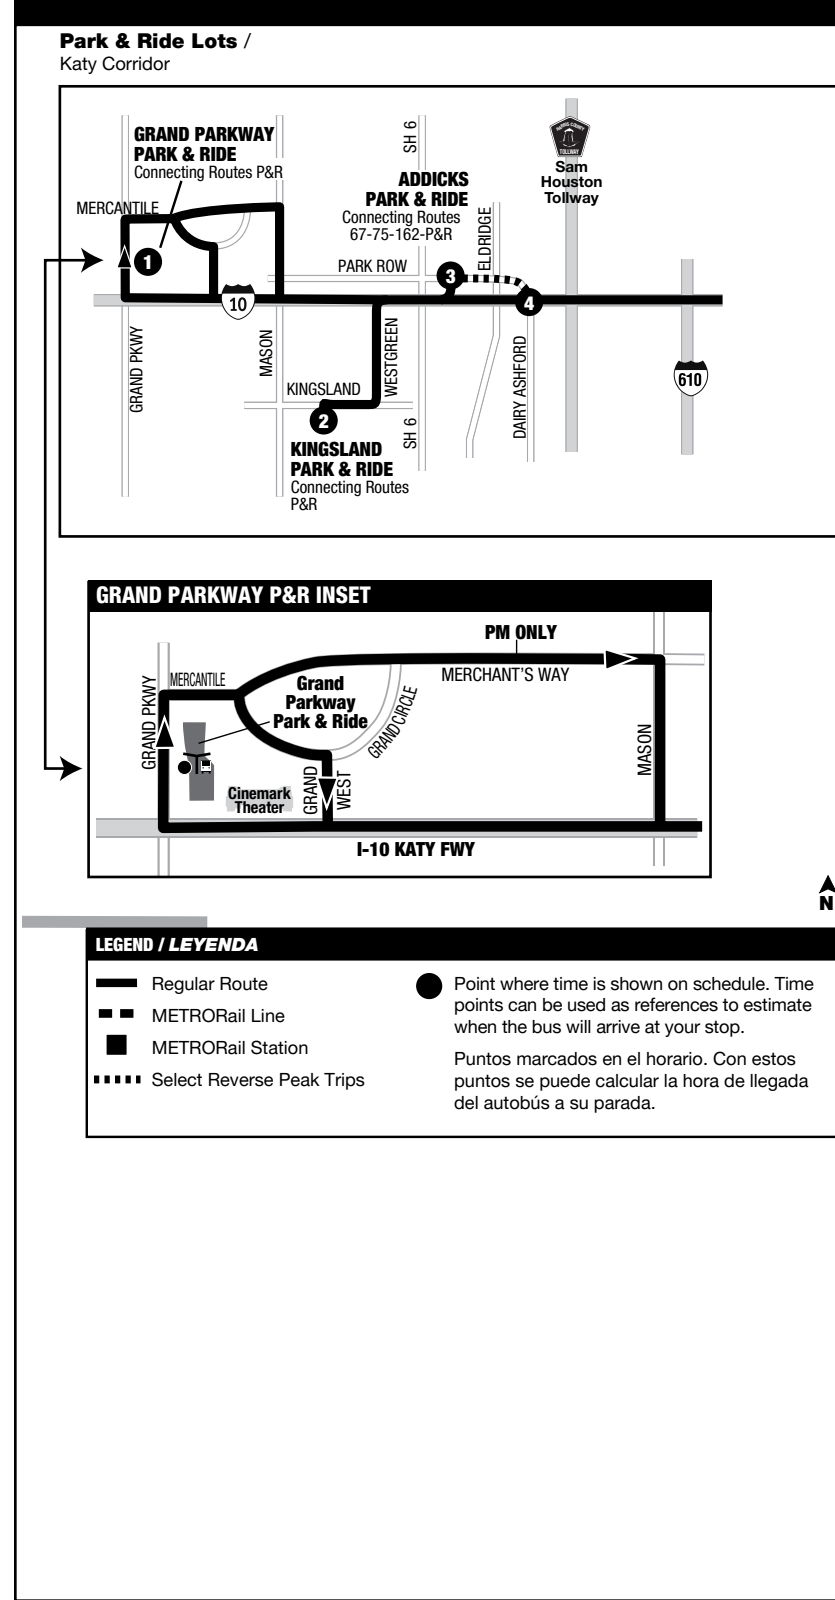 Park & Ride Lots /
Katy Corridor
GRAND PARKWAY
PARK & RIDE
Connecting Routes P&R
SH 6
HARRIS COUNTY
TOLLWAY
Sam
Houston
Tollway
ADDICKS
PARK & RIDE
Connecting Routes
67-75-162-P&R
MERCANTILE
ELDRIDGE
PARK ROW
1
3
10
4
GRAND PKWY
MASON
WESTGREEN
DAIRY ASHFORD
610
KINGSLAND
2
SH 6
KINGSLAND
PARK & RIDE
Connecting Routes
P&R
GRAND PARKWAY P&R INSET
PM ONLY
MERCHANT'S WAY
MERCANTILE
GRAND PKWY
Grand
Parkway
Park & Ride
GRAND CIRCLE
MASON
Cinemark
Theater
GRAND
WEST
I-10 KATY FWY
N
LEGEND / LEYENDA
Regular Route
METRORail Line
METRORail Station
Select Reverse Peak Trips
Point where time is shown on schedule. Time
points can be used as references to estimate
when the bus will arrive at your stop.
Puntos marcados en el horario. Con estos
puntos se puede calcular la hora de llegada
del autobús a su parada.